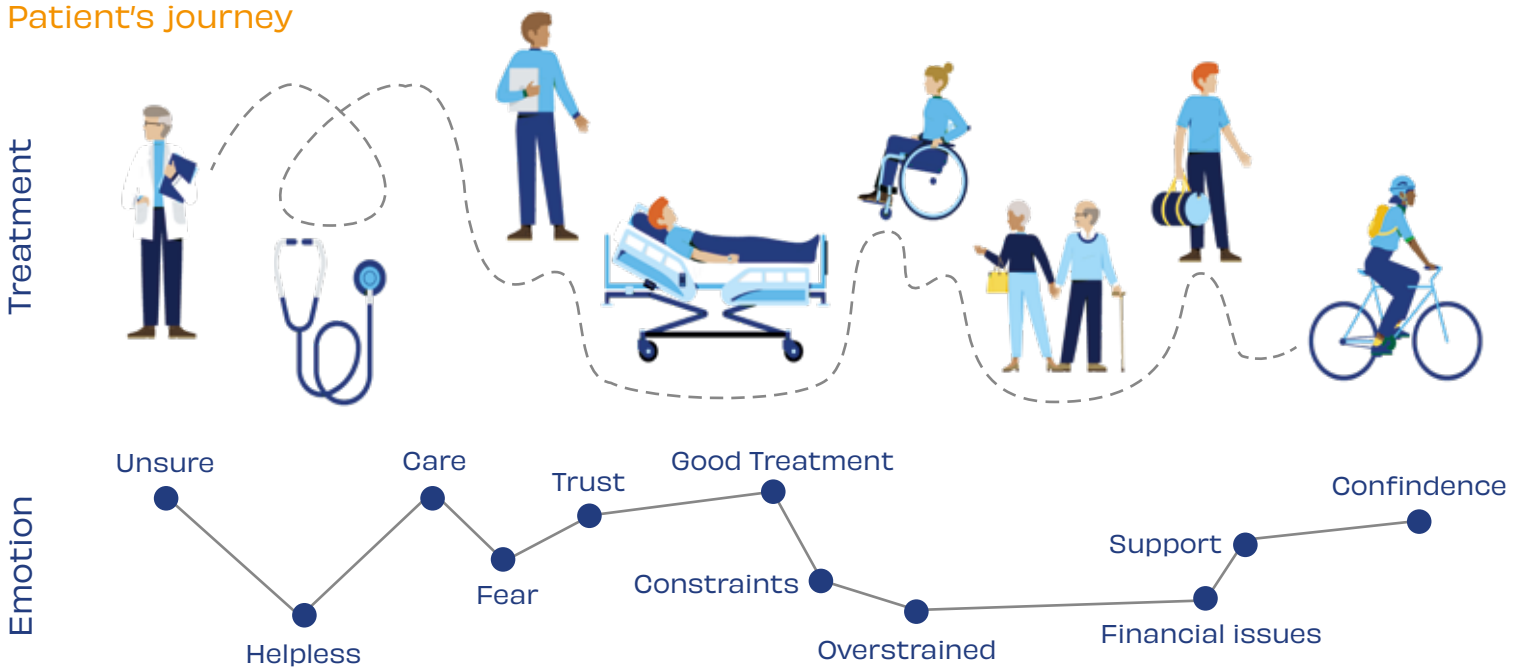 Patient's journey
Treatment
Emotion
Unsure
Helpless
Care
Fear
Trust
Good Treatment
Constraints
Overstrained
Financial issues
Support
Confindence